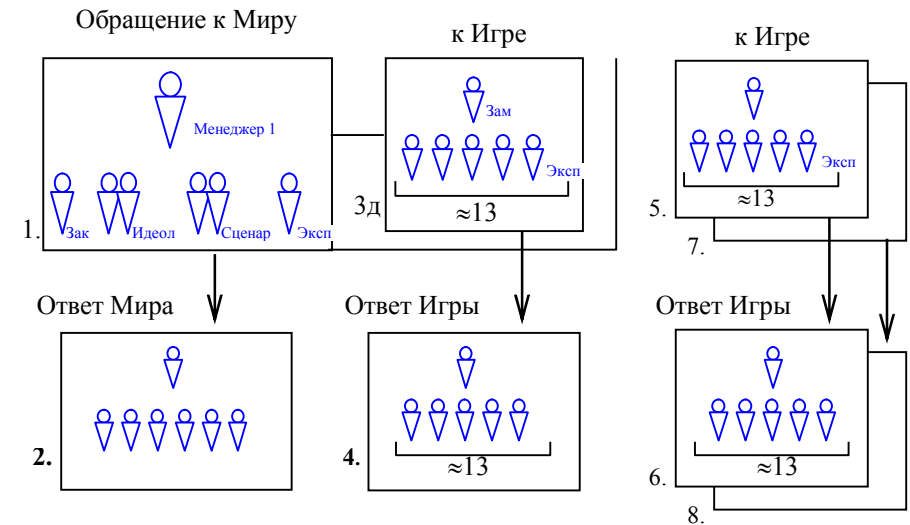 Обращение к Миру
к Игре
к Игре
Менеджер 1
Зам
Эксп
Эксп
≈13
≈13
1.
Зак
Идеол
Сценар
Эксп
3д
5.
7.
Ответ Мира
Ответ Игры
Ответ Игры
2.
4.
≈13
≈13
6.
8.